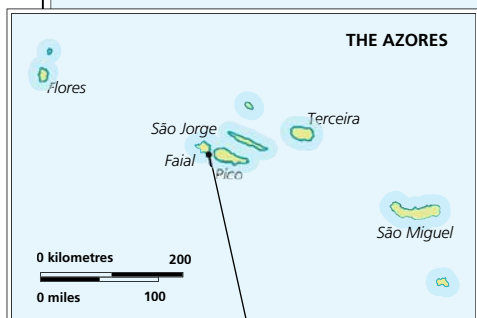 THE AZORES
Flores
São Jorge
Terceira
Faial
Pico
São Miguel
0 kilometres 200
0 miles 100